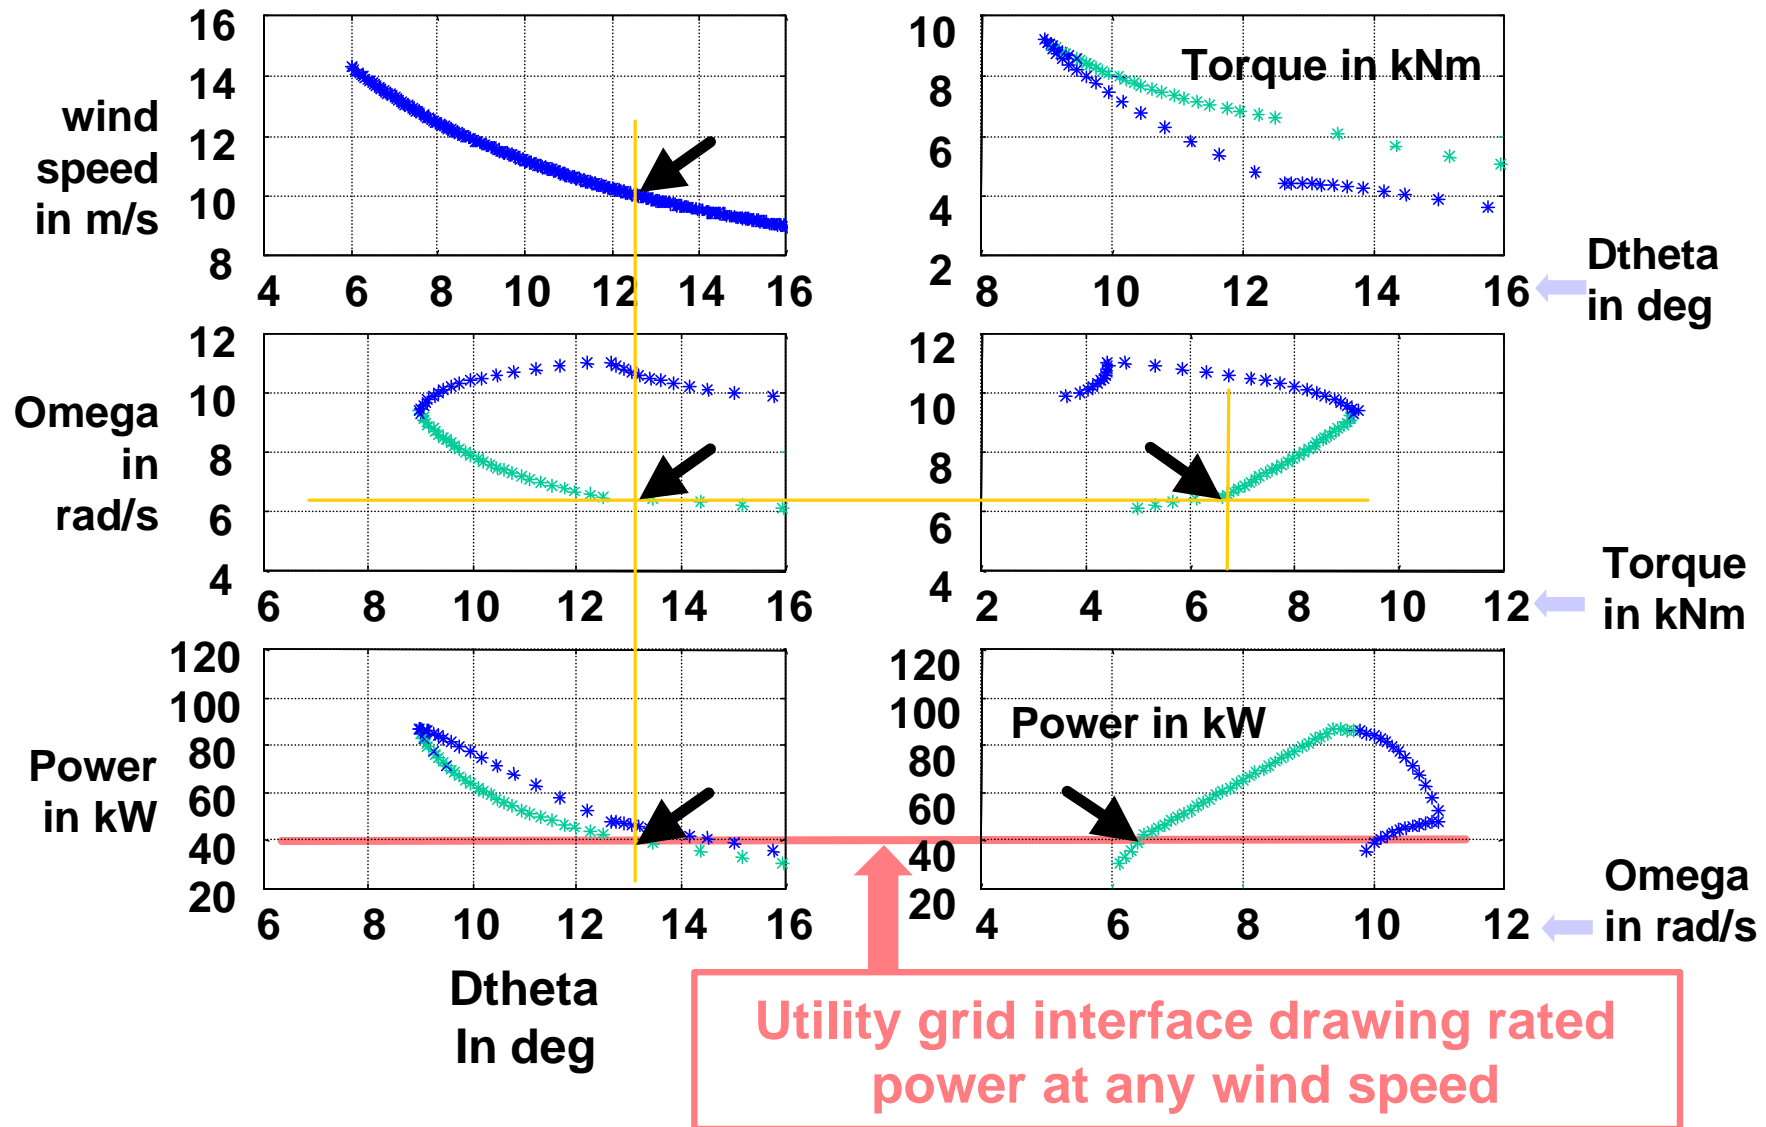 wind
speed
in m/s
16
14
12
10
8
4 6 8 10 12 14 16
Torque in kNm
10
8
6
4
2
8 10 12 14 16
Dtheta
in deg
Omega
in
rad/s
12
10
8
6
4
6 8 10 12 14 16
12
10
8
6
4
2 4 6 8 10 12
Torque
in kNm
Power
in kW
120
100
80
60
40
20
6 8 10 12 14 16
Dtheta
In deg
Power in kW
120
100
80
60
40
20
4 6 8 10 12
Omega
in rad/s
Utility grid interface drawing rated
power at any wind speed